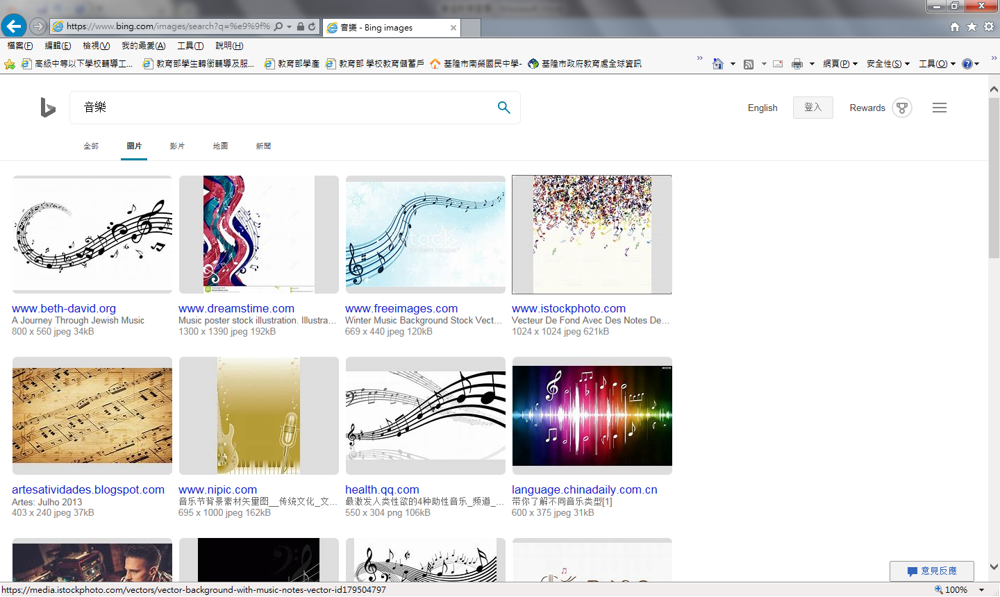 https://www.bing.com/images/search?q=%e9%9f%
音樂 - Bing images
檔案(F) 編輯(E) 檢視(V) 我的最愛(A) 工具(T) 說明(H)
高級中等以下學校輔導工... 教育部學生轉銜輔導及服... 教育部學產 教育部 學校教育儲蓄戶 基隆市南榮國民中學- 基隆市政府教育處全球資訊 網頁(P) 安全性(S) 工具(O)
音樂
English 登入 Rewards
全部 圖片 影片 地圖 新聞
www.beth-david.org
A Journey Through Jewish Music
800 x 560 jpeg 34kB
www.dreamstime.com
Music poster stock illustration. Illustra...
1300 x 1390 jpeg 192kB
www.freeimages.com
Winter Music Background Stock Vect...
669 x 440 jpeg 120kB
www.istockphoto.com
Vecteur De Fond Avec Des Notes De...
1024 x 1024 jpeg 621kB
artesatividades.blogspot.com
Artes: Julho 2013
403 x 240 jpeg 37kB
www.nipic.com
音乐节背景素材矢量图__传统文化_文...
695 x 1000 jpeg 162kB
health.qq.com
最激发人类性欲的4种助性音乐_频道_...
550 x 304 png 106kB
language.chinadaily.com.cn
带你了解不同音乐类型[1]
600 x 375 jpeg 31kB
意見反應
https://media.istockphoto.com/vectors/vector-background-with-music-notes-vector-id179504797
100%